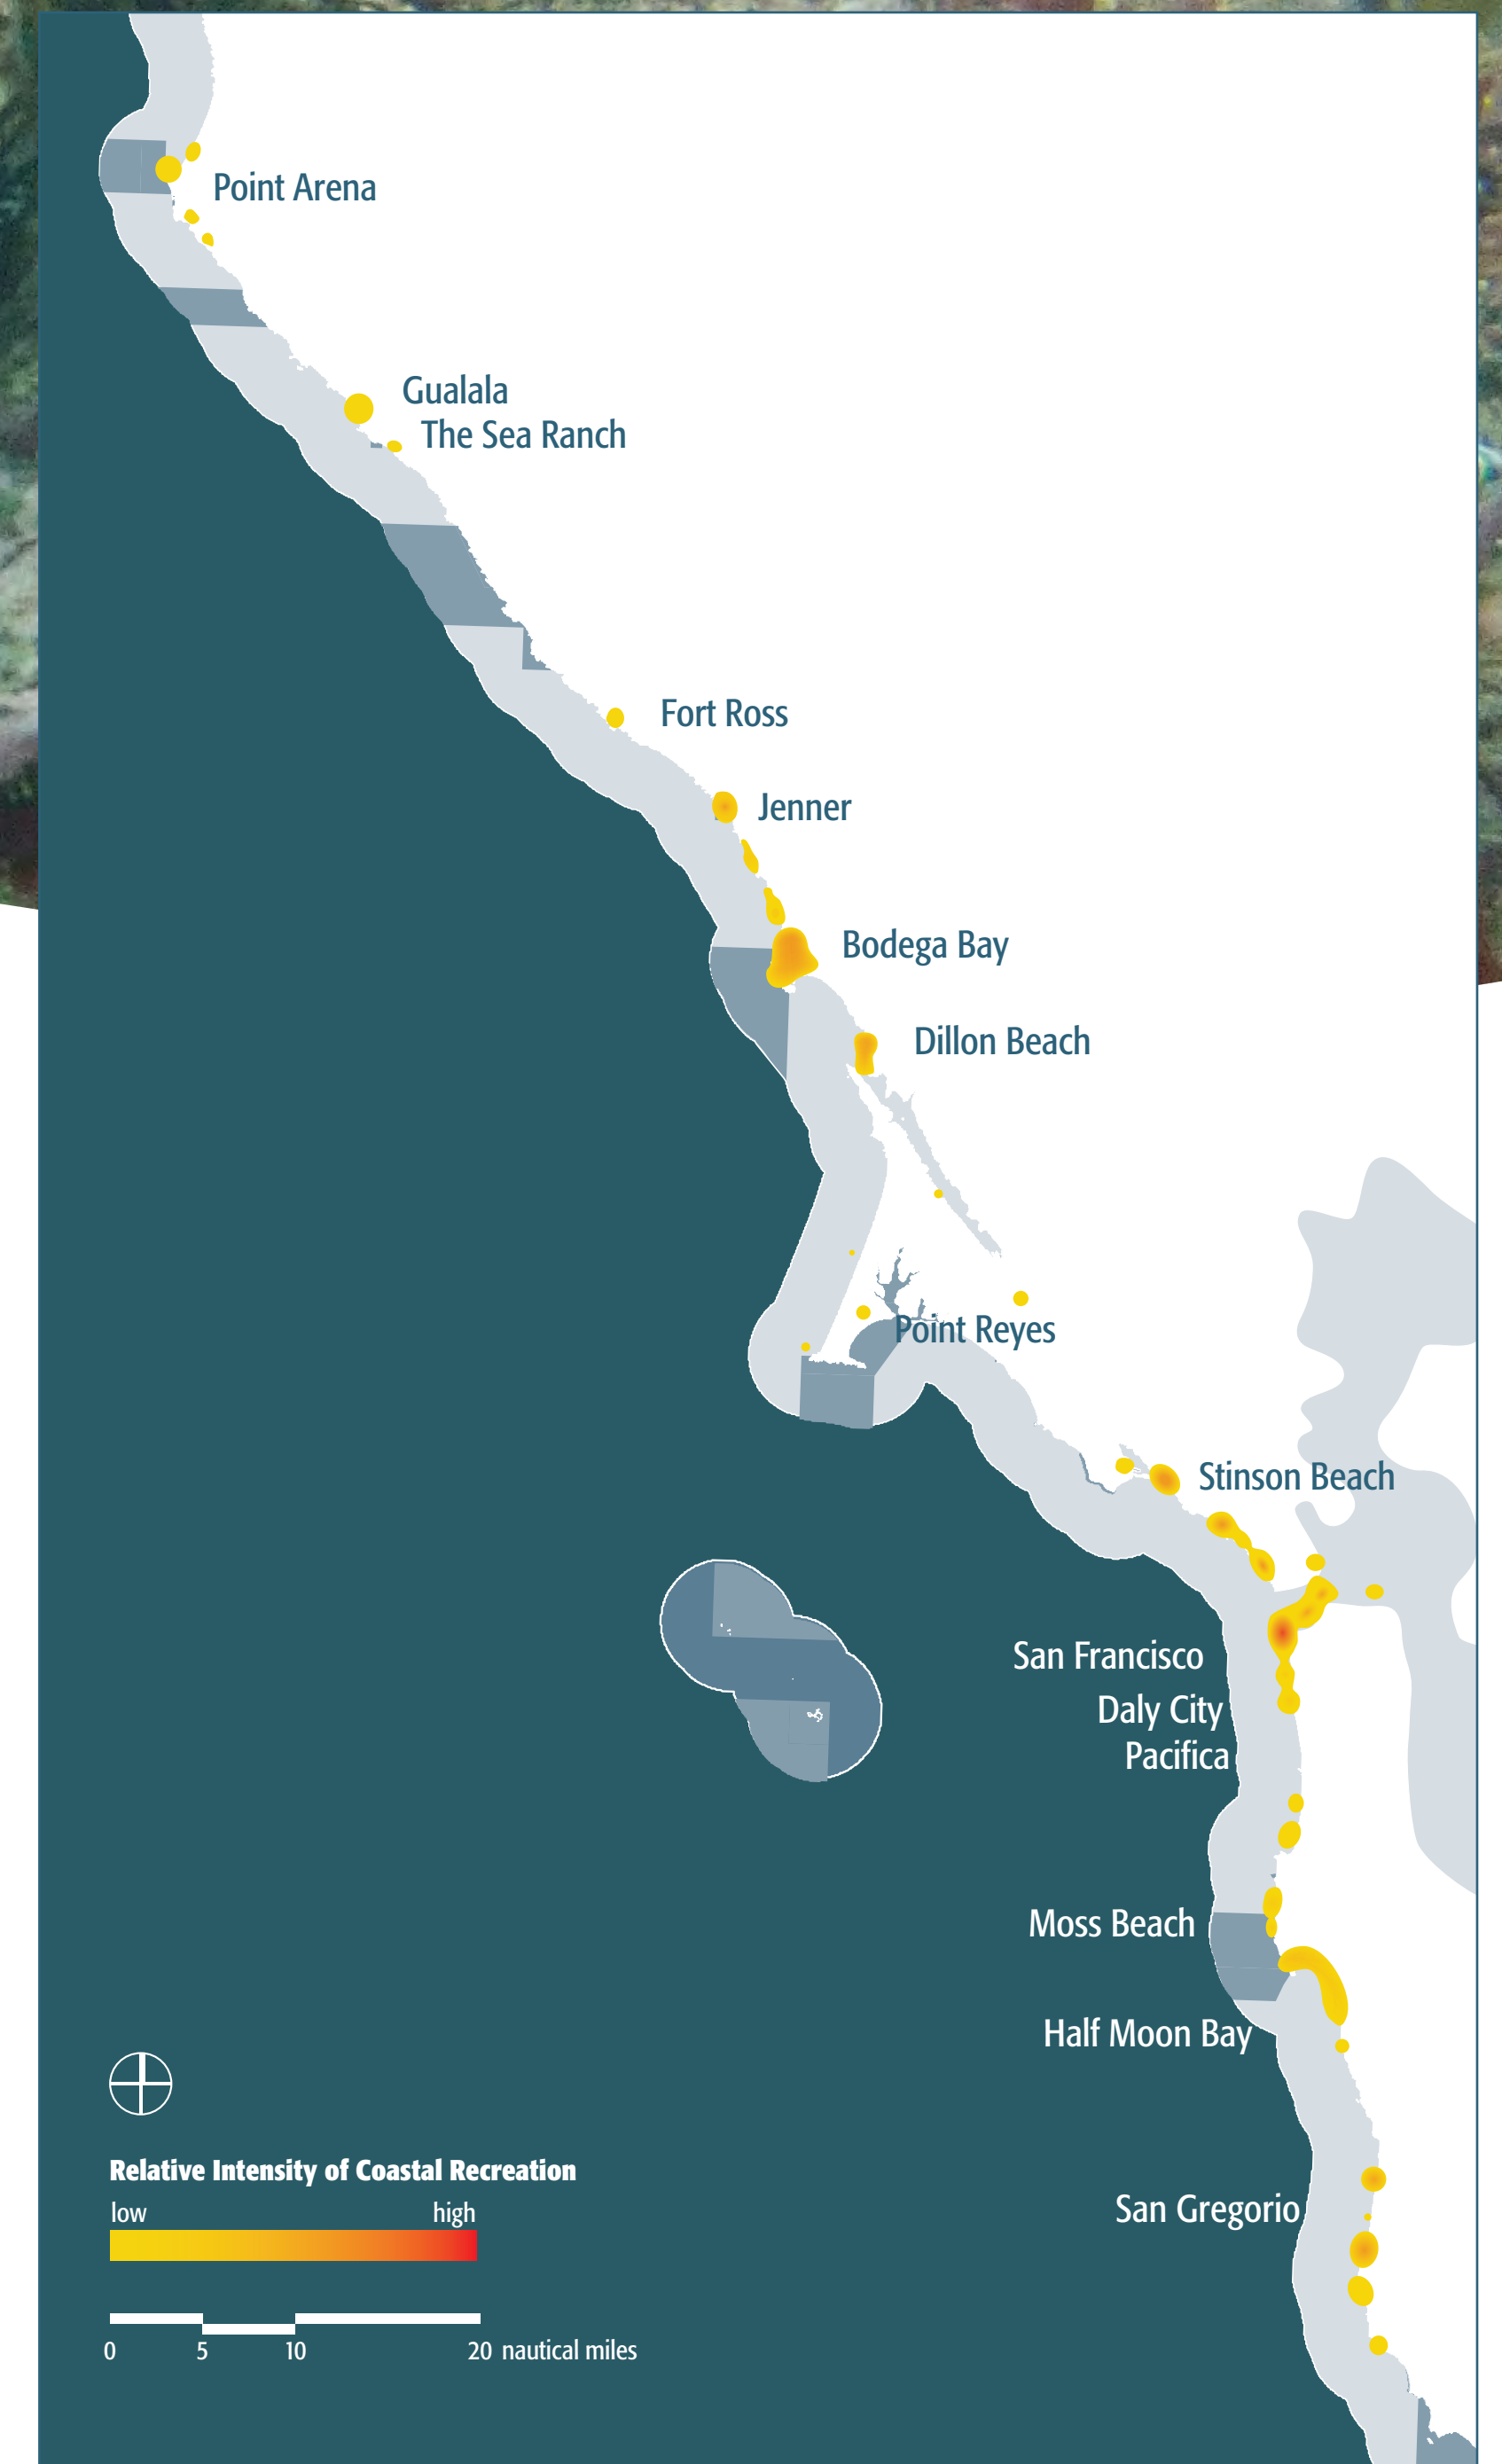 Point Arena
Gualala
The Sea Ranch
Fort Ross
Jenner
Bodega Bay
Dillon Beach
Point Reyes
Stinson Beach
San Francisco
Daly City
Pacifica
Moss Beach
Half Moon Bay
Relative Intensity of Coastal Recreation
low high
San Gregorio
0 5 10 20 nautical miles